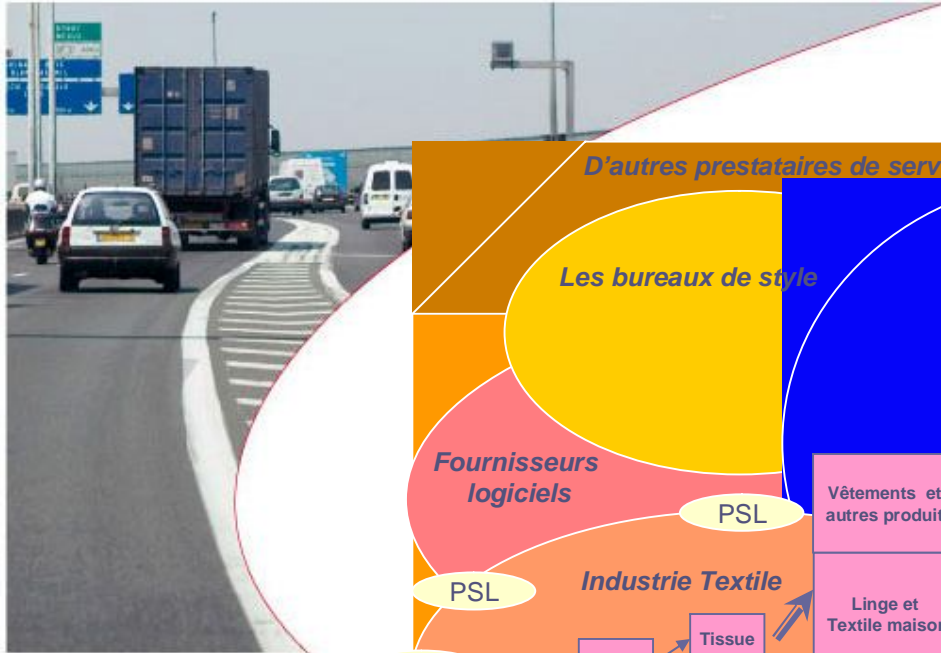 D'autres prestataires de serv
Les bureaux de style
Fournisseurs
logiciels
PSL
Vêtements et
autres produit
PSL
Industrie Textile
Linge et
Textile maison
Tissue